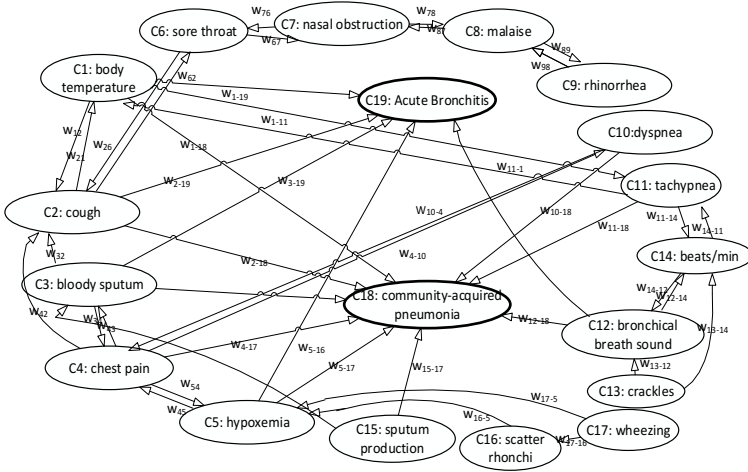 W76
C7: nasal obstruction
W78
C6: sore throat
W67
W87
C8: malaise
W89
W98
C9: rhinorrhea
C1: body
temperature
W62
C19: Acute Bronchitis
W1-19
W1-11
C10:dyspnea
W12
W21
W26
W1-18
W11-1
C11: tachypnea
W2-19
W3-19
W10-4
W10-18
W11-18
W11-14
W14-11
C2: cough
W32
W2-18
W4-10
C14: beats/min
C3: bloody sputum
W14-12
W12-14
C18: community-acquired
pneumonia
W42
W43
W12-18
C12: bronchical
breath sound
W13-14
C4: chest pain
W4-17
W5-16
W5-17
W15-17
W13-12
C13: crackles
W54
W45
W17-5
C5: hypoxemia
C15: sputum
production
W16-5
C16: scatter
rhonchi
W17-16
C17: wheezing